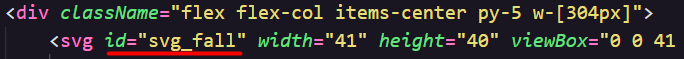 <div className="flex flex-col items-center py-5 w-[304px]">
<svg id="svg_fall" width="41" height="40" viewBox="0 0 41